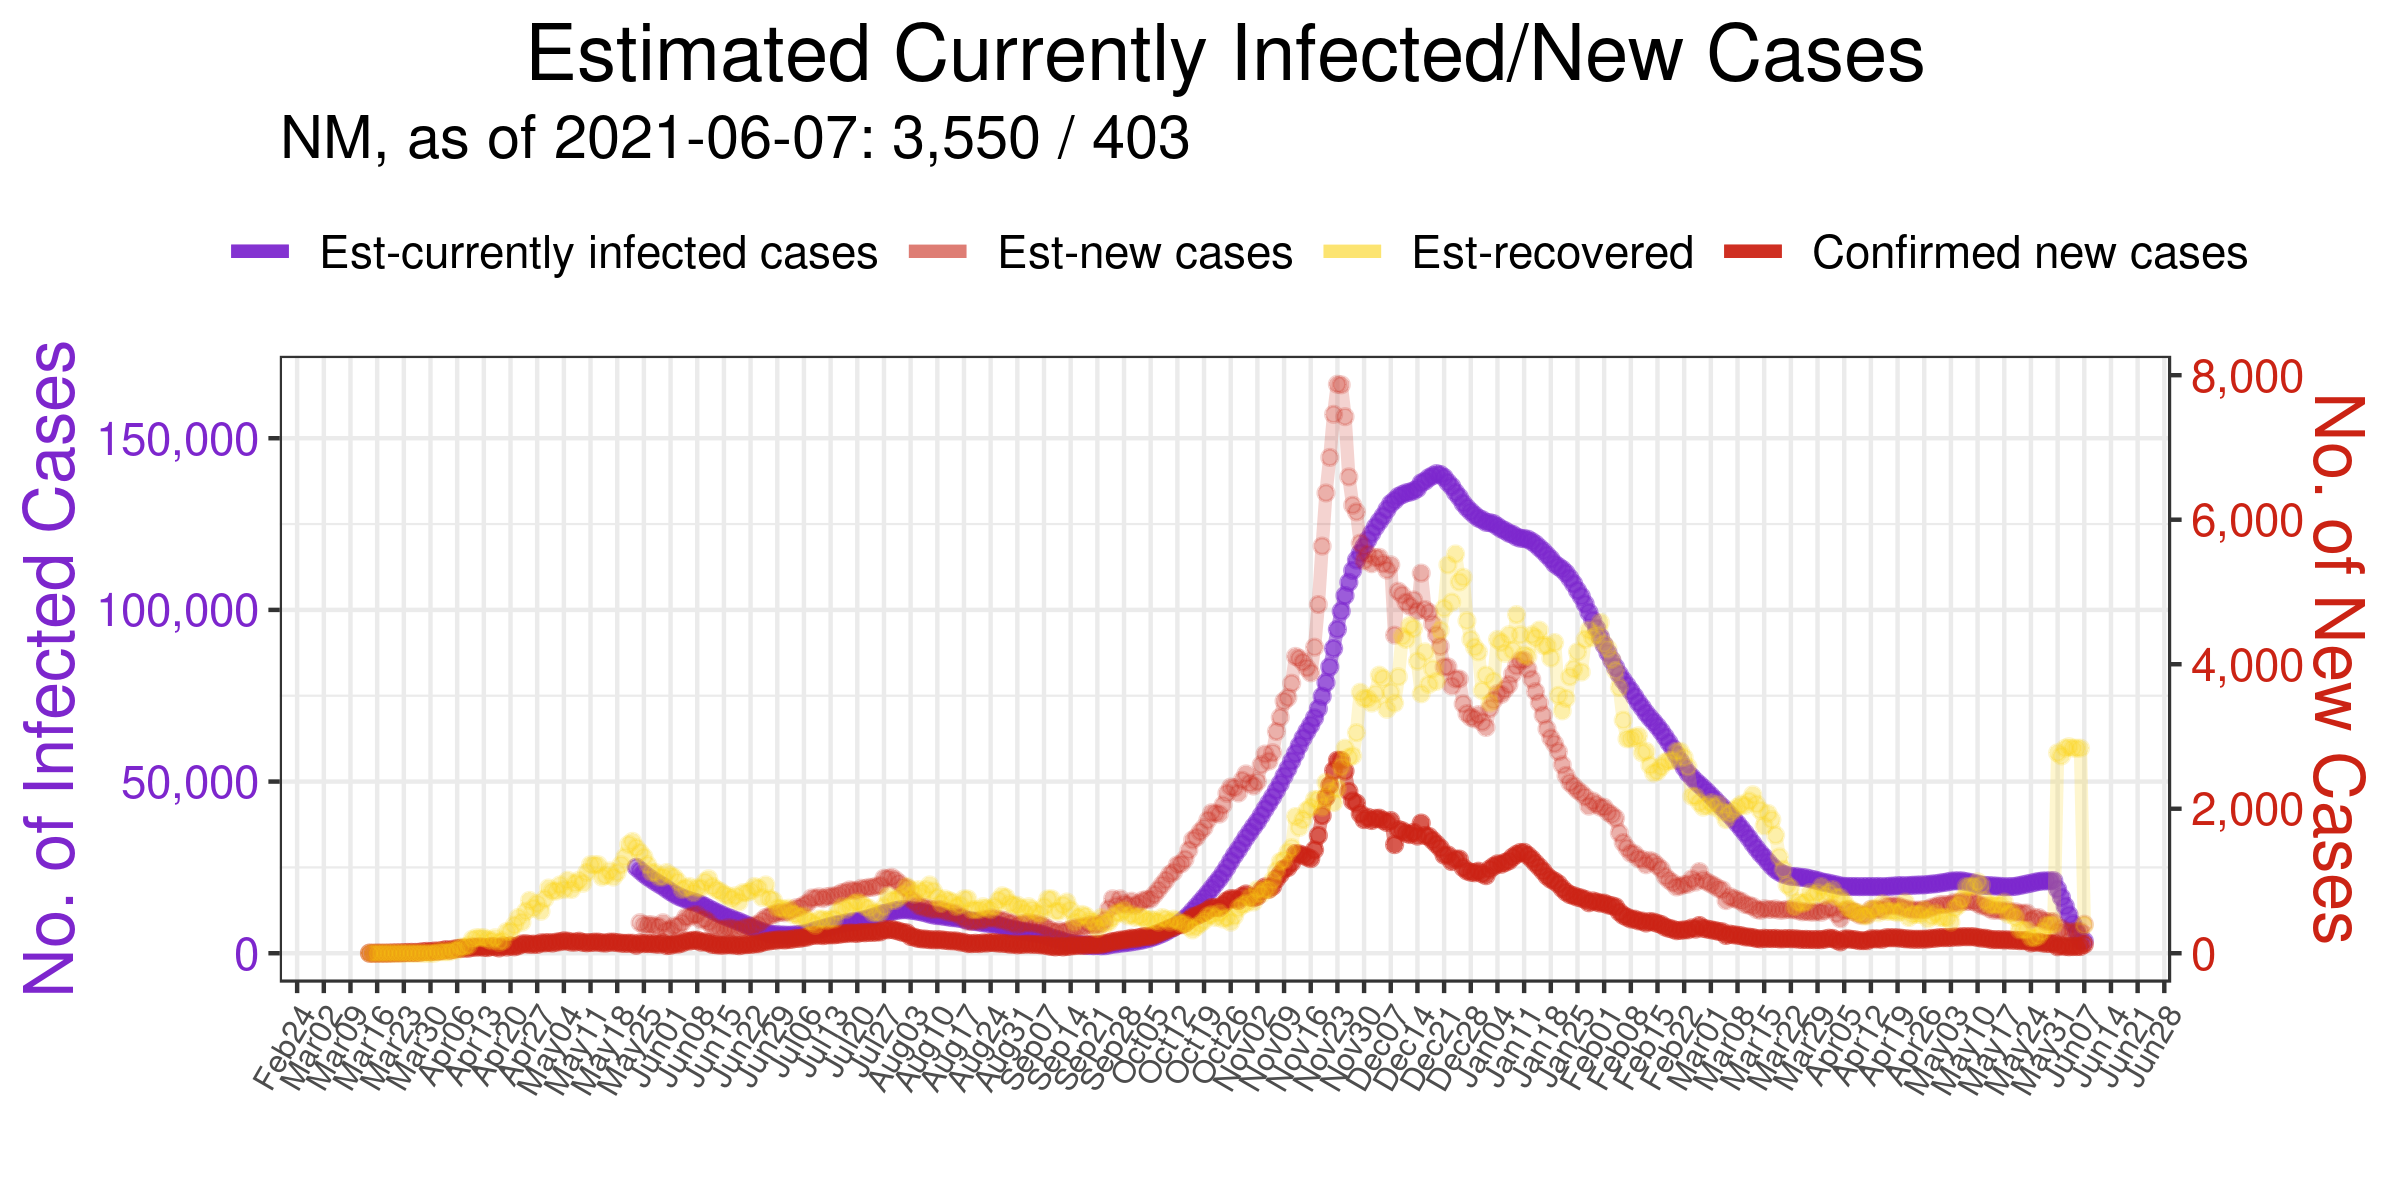 Estimated Currently Infected/New Cases
NM, as of 2021-06-07: 3,550 / 403
Est-currently infected cases Est-new cases Est-recovered Confirmed new cases
No. of Infected Cases
150,000
100,000
50,000
0
8,000
6,000
4,000
2,000
0
No. of New Cases
Feb24
Mar02
Mar09
Mar16
Mar23
Mar30
Apr06
Apr13
Apr20
Apr27
May04
May11
May18
May25
Jun01
Jun08
Jun15
Jun22
Jun29
Jul06
Jul13
Jul20
Jul27
Aug03
Aug10
Aug17
Aug24
Aug31
Sep07
Sep14
Sep21
Sep28
Oct05
Oct12
Oct19
Oct26
Nov02
Nov09
Nov16
Nov23
Nov30
Dec07
Dec14
Dec21
Dec28
Jan04
Jan11
Jan18
Jan25
Feb01
Feb08
Feb15
Feb22
Mar01
Mar08
Mar15
Mar22
Mar29
Apr05
Apr12
Apr19
Apr26
May03
May10
May17
May24
May31
Jun07
Jun14
Jun21
Jun28